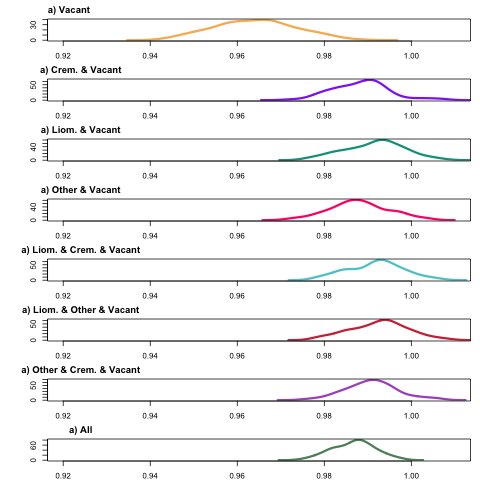 a) Vacant
0 30
0.92 0.94 0.96 0.98 1.00
a) Crem. & Vacant
0 50
0.92 0.94 0.96 0.98 1.00
a) Liom. & Vacant
0 40
0.92 0.94 0.96 0.98 1.00
a) Other & Vacant
0 40
0.92 0.94 0.96 0.98 1.00
a) Liom. & Crem. & Vacant
0 50
0.92 0.94 0.96 0.98 1.00
a) Liom. & Other & Vacant
0 50
0.92 0.94 0.96 0.98 1.00
a) Other & Crem. & Vacant
0 50
0.92 0.94 0.96 0.98 1.00
a) All
0 60
0.92 0.94 0.96 0.98 1.00